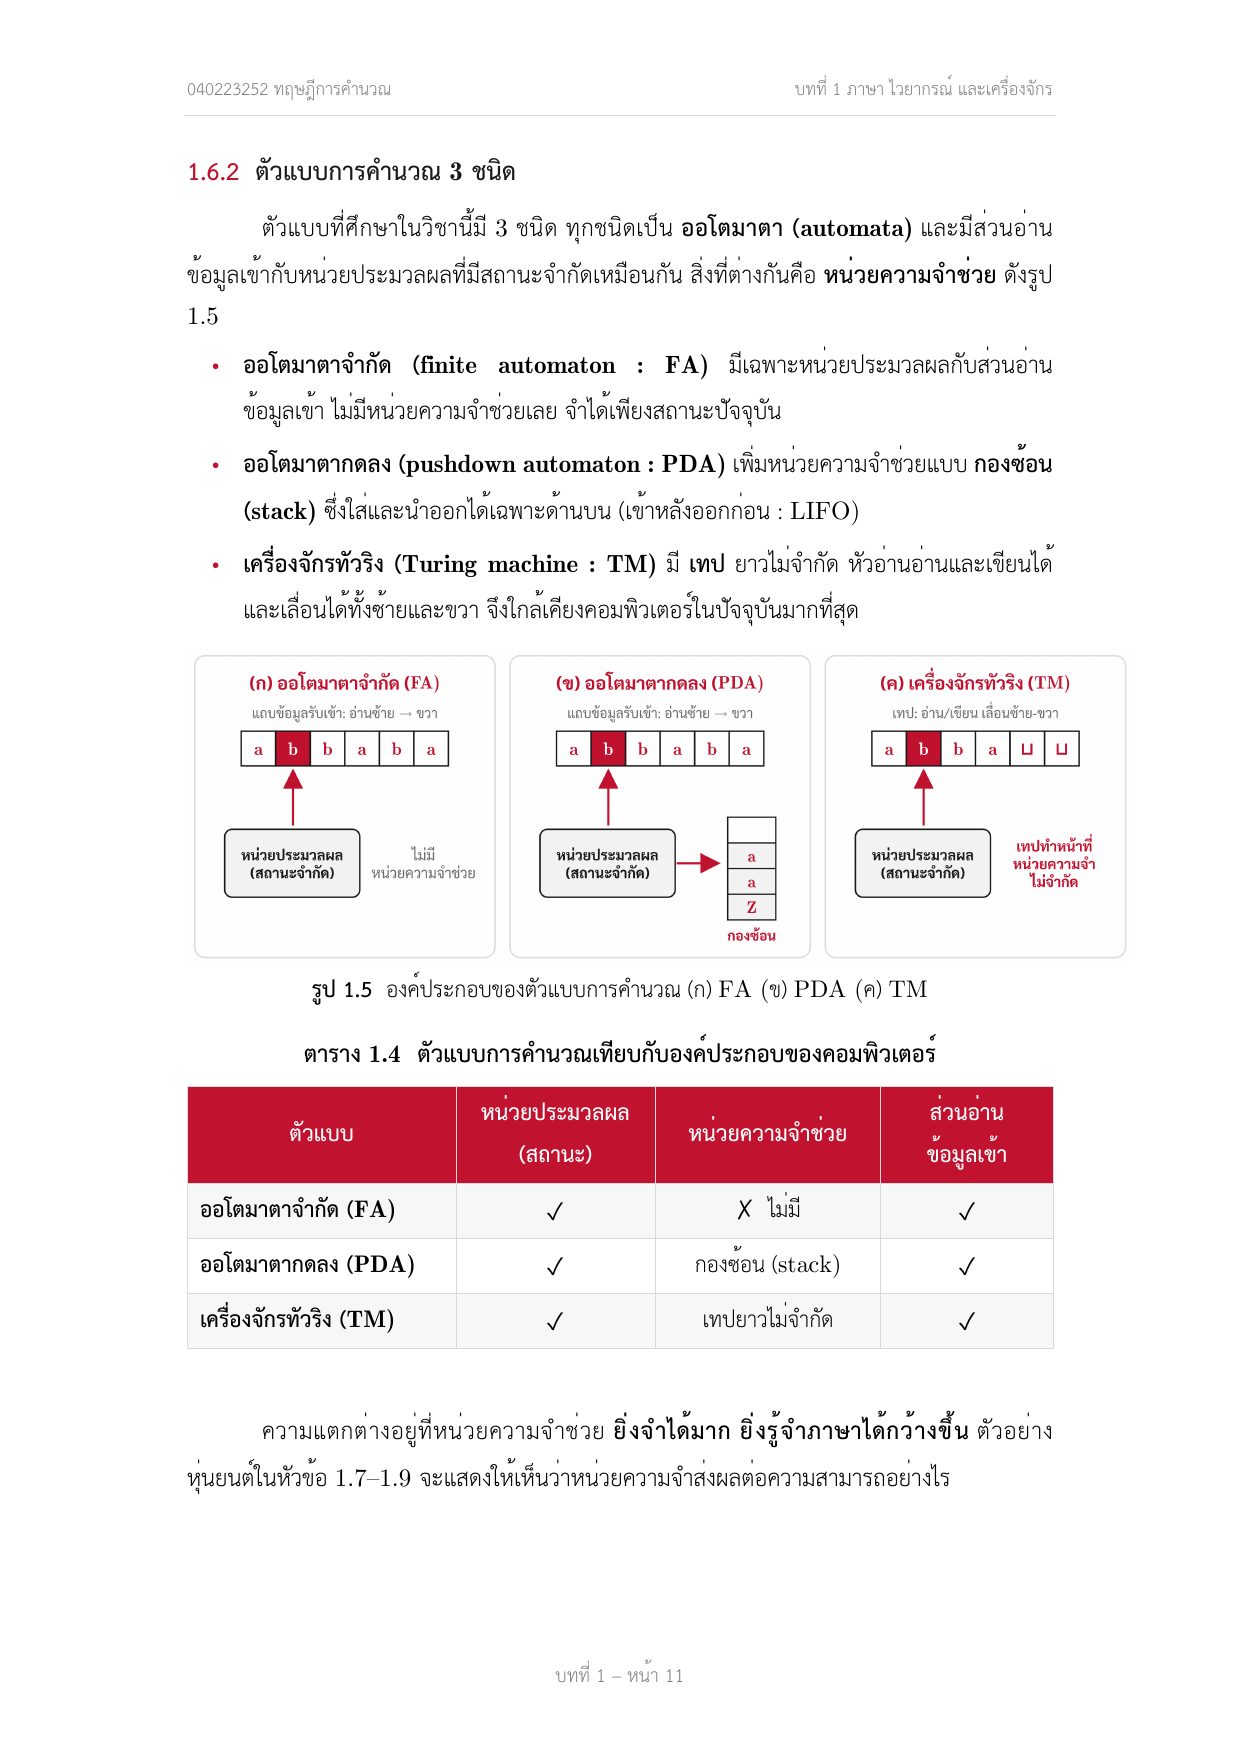 040223252 ทฤษฎีการคำนวณ
บทที่ 1 ภาษา ไวยากรณ์ และเครื่องจักร
1.6.2 ตัวแบบการคำนวณ 3 ชนิด
ตัวแบบที่ศึกษาในวิชานี้มี 3 ชนิด ทุกชนิดเป็น ออโตมาตา (automata) และมีส่วนอ่าน
ข้อมูลเข้ากับหน่วยประมวลผลที่มีสถานะจำกัดเหมือนกัน สิ่งที่ต่างกันคือ หน่วยความจำช่วย ดังรูป
1.5
• ออโตมาตาจำกัด (finite automaton : FA) มีเฉพาะหน่วยประมวลผลกับส่วนอ่าน
ข้อมูลเข้า ไม่มีหน่วยความจำช่วยเลย จำได้เพียงสถานะปัจจุบัน
• ออโตมาตากดลง (pushdown automaton : PDA) เพิ่มหน่วยความจำช่วยแบบ กองซ้อน
(stack) ซึ่งใส่และนำออกได้เฉพาะด้านบน (เข้าหลังออกก่อน : LIFO)
• เครื่องจักรทัวริง (Turing machine : TM) มี เทป ยาวไม่จำกัด หัวอ่านอ่านและเขียนได้
และเลื่อนได้ทั้งซ้ายและขวา จึงใกล้เคียงคอมพิวเตอร์ในปัจจุบันมากที่สุด
(ก) ออโตมาตาจำกัด (FA)
แถบข้อมูลรับเข้า: อ่านซ้าย → ขวา
a b b a b a
หน่วยประมวลผล
(สถานะจำกัด)
ไม่มี
หน่วยความจำช่วย
(ข) ออโตมาตากดลง (PDA)
แถบข้อมูลรับเข้า: อ่านซ้าย → ขวา
a b b a b a
หน่วยประมวลผล
(สถานะจำกัด)
a
a
Z
กองซ้อน
(ค) เครื่องจักรทัวริง (TM)
เทป: อ่าน/เขียน เลื่อนซ้าย-ขวา
a b b a ⊔ ⊔
หน่วยประมวลผล
(สถานะจำกัด)
เทปทำหน้าที่
หน่วยความจำ
ไม่จำกัด
รูป 1.5 องค์ประกอบของตัวแบบการคำนวณ (ก) FA (ข) PDA (ค) TM
ตาราง 1.4 ตัวแบบการคำนวณเทียบกับองค์ประกอบของคอมพิวเตอร์
ตัวแบบ
หน่วยประมวลผล
(สถานะ)
หน่วยความจำช่วย
ส่วนอ่าน
ข้อมูลเข้า
ออโตมาตาจำกัด (FA) ✓ ✗ ไม่มี ✓
ออโตมาตากดลง (PDA) ✓ กองซ้อน (stack) ✓
เครื่องจักรทัวริง (TM) ✓ เทปยาวไม่จำกัด ✓
ความแตกต่างอยู่ที่หน่วยความจำช่วย ยิ่งจำได้มาก ยิ่งรู้จำภาษาได้กว้างขึ้น ตัวอย่าง
หุ่นยนต์ในหัวข้อ 1.7–1.9 จะแสดงให้เห็นว่าหน่วยความจำส่งผลต่อความสามารถอย่างไร
บทที่ 1 – หน้า 11